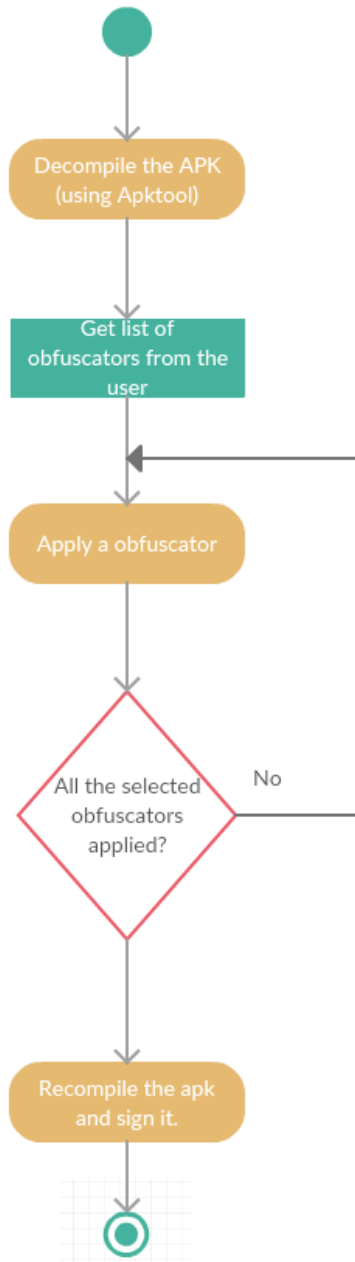 Decompile the APK
(using Apktool)
Get list of
obfuscators from the
user
Apply a obfuscator
All the selected
obfuscators
applied?
No
Recompile the apk
and sign it.